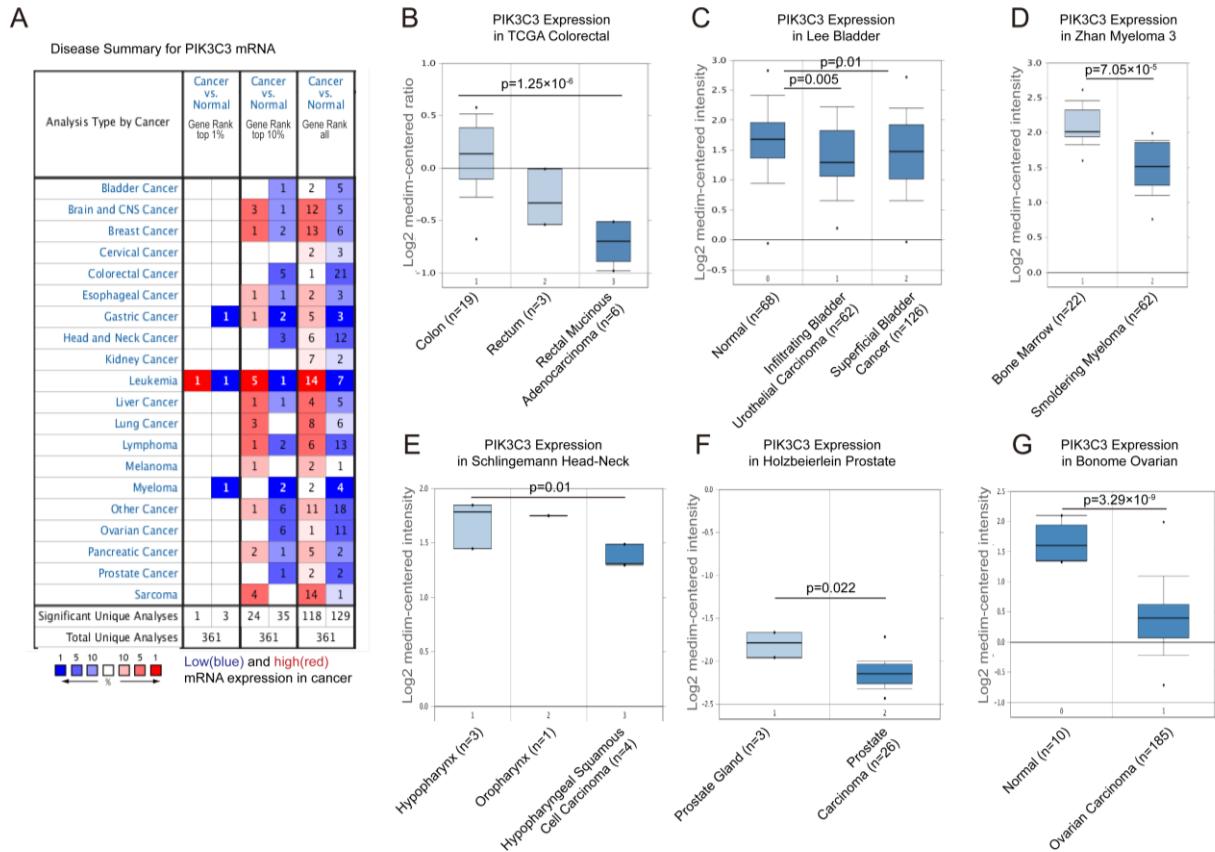 A
Disease Summary for PIK3C3 mRNA
Analysis Type by Cancer
Cancer
vs.
Normal
Gene Rank
top 1%
Cancer
vs.
Normal
Gene Rank
top 10%
Cancer
vs.
Normal
Gene Rank
all
Bladder Cancer 1 2 5
Brain and CNS Cancer 3 1 12 5
Breast Cancer 1 2 13 6
Cervical Cancer 2 3
Colorectal Cancer 5 1 21
Esophageal Cancer 1 1 2 3
Gastric Cancer 1 1 2 5 3
Head and Neck Cancer 3 6 12
Kidney Cancer 7 2
Leukemia 1 1 5 1 14 7
Liver Cancer 1 1 4 5
Lung Cancer 3 8 6
Lymphoma 1 2 6 13
Melanoma 1 2 1
Myeloma 1 2 2 4
Other Cancer 1 6 11 18
Ovarian Cancer 6 1 11
Pancreatic Cancer 2 1 5 2
Prostate Cancer 1 2 2
Sarcoma 4 14 1
Significant Unique Analyses 1 3 24 35 118 129
Total Unique Analyses 361 361 361
1 5 10 10 5 1
%
Low(blue) and high(red)
mRNA expression in cancer
B
PIK3C3 Expression
in TCGA Colorectal
Log2 medim-centered ratio
1.0
0.5
0.0
-0.5
-1.0
p=1.25×10-6
1 2 3
Colon (n=19)
Rectum (n=3)
Rectal Mucinous
Adenocarcinoma (n=6)
C
PIK3C3 Expression
in Lee Bladder
Log2 medim-centered intensity
3.0
2.5
2.0
1.5
1.0
0.5
0.0
-0.5
p=0.01
p=0.005
0 1 2
Normal (n=68)
Infiltrating Bladder
Urothelial Carcinoma (n=62)
Superficial Bladder
Cancer (n=126)
D
PIK3C3 Expression
in Zhan Myeloma 3
Log2 medim-centered intensity
3.0
2.5
2.0
1.5
1.0
0.5
0.0
p=7.05×10-5
1 2
Bone Marrow (n=22)
Smoldering Myeloma (n=62)
E
PIK3C3 Expression
in Schlingemann Head-Neck
Log2 medim-centered intensity
2.0
1.5
1.0
0.5
0.0
p=0.01
1 2 3
Hypopharynx (n=3)
Oropharynx (n=1)
Hypopharyngeal Squamous
Cell Carcinoma (n=4)
F
PIK3C3 Expression
in Holzbeierlein Prostate
Log2 medim-centered intensity
0.0
-0.5
-1.0
-1.5
-2.0
-2.5
p=0.022
1 2
Prostate Gland (n=3)
Prostate
Carcinoma (n=26)
G
PIK3C3 Expression
in Bonome Ovarian
Log2 medim-centered intensity
2.5
2.0
1.5
1.0
0.5
0.0
-0.5
-1.0
p=3.29×10-9
0 1
Normal (n=10)
Ovarian Carcinoma (n=185)